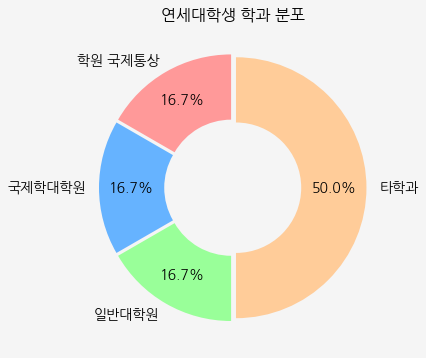 연세대학생 학과 분포
학원 국제통상
16.7%
국제학대학원
16.7%
50.0%
타학과
16.7%
일반대학원